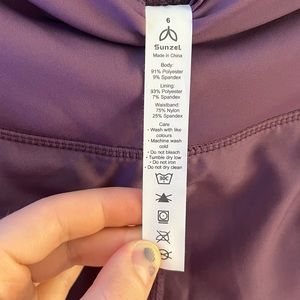 6
Sunzel
Made in China
Body:
91% Polyester
9% Spandex
Lining:
93% Polyester
7% Spandex
Waistband:
75% Nylon
25% Spandex
Care
• Wash with like
colours
• Machine wash
cold
• Do not bleach
• Tumble dry low
• Do not iron
• Do not dry clean